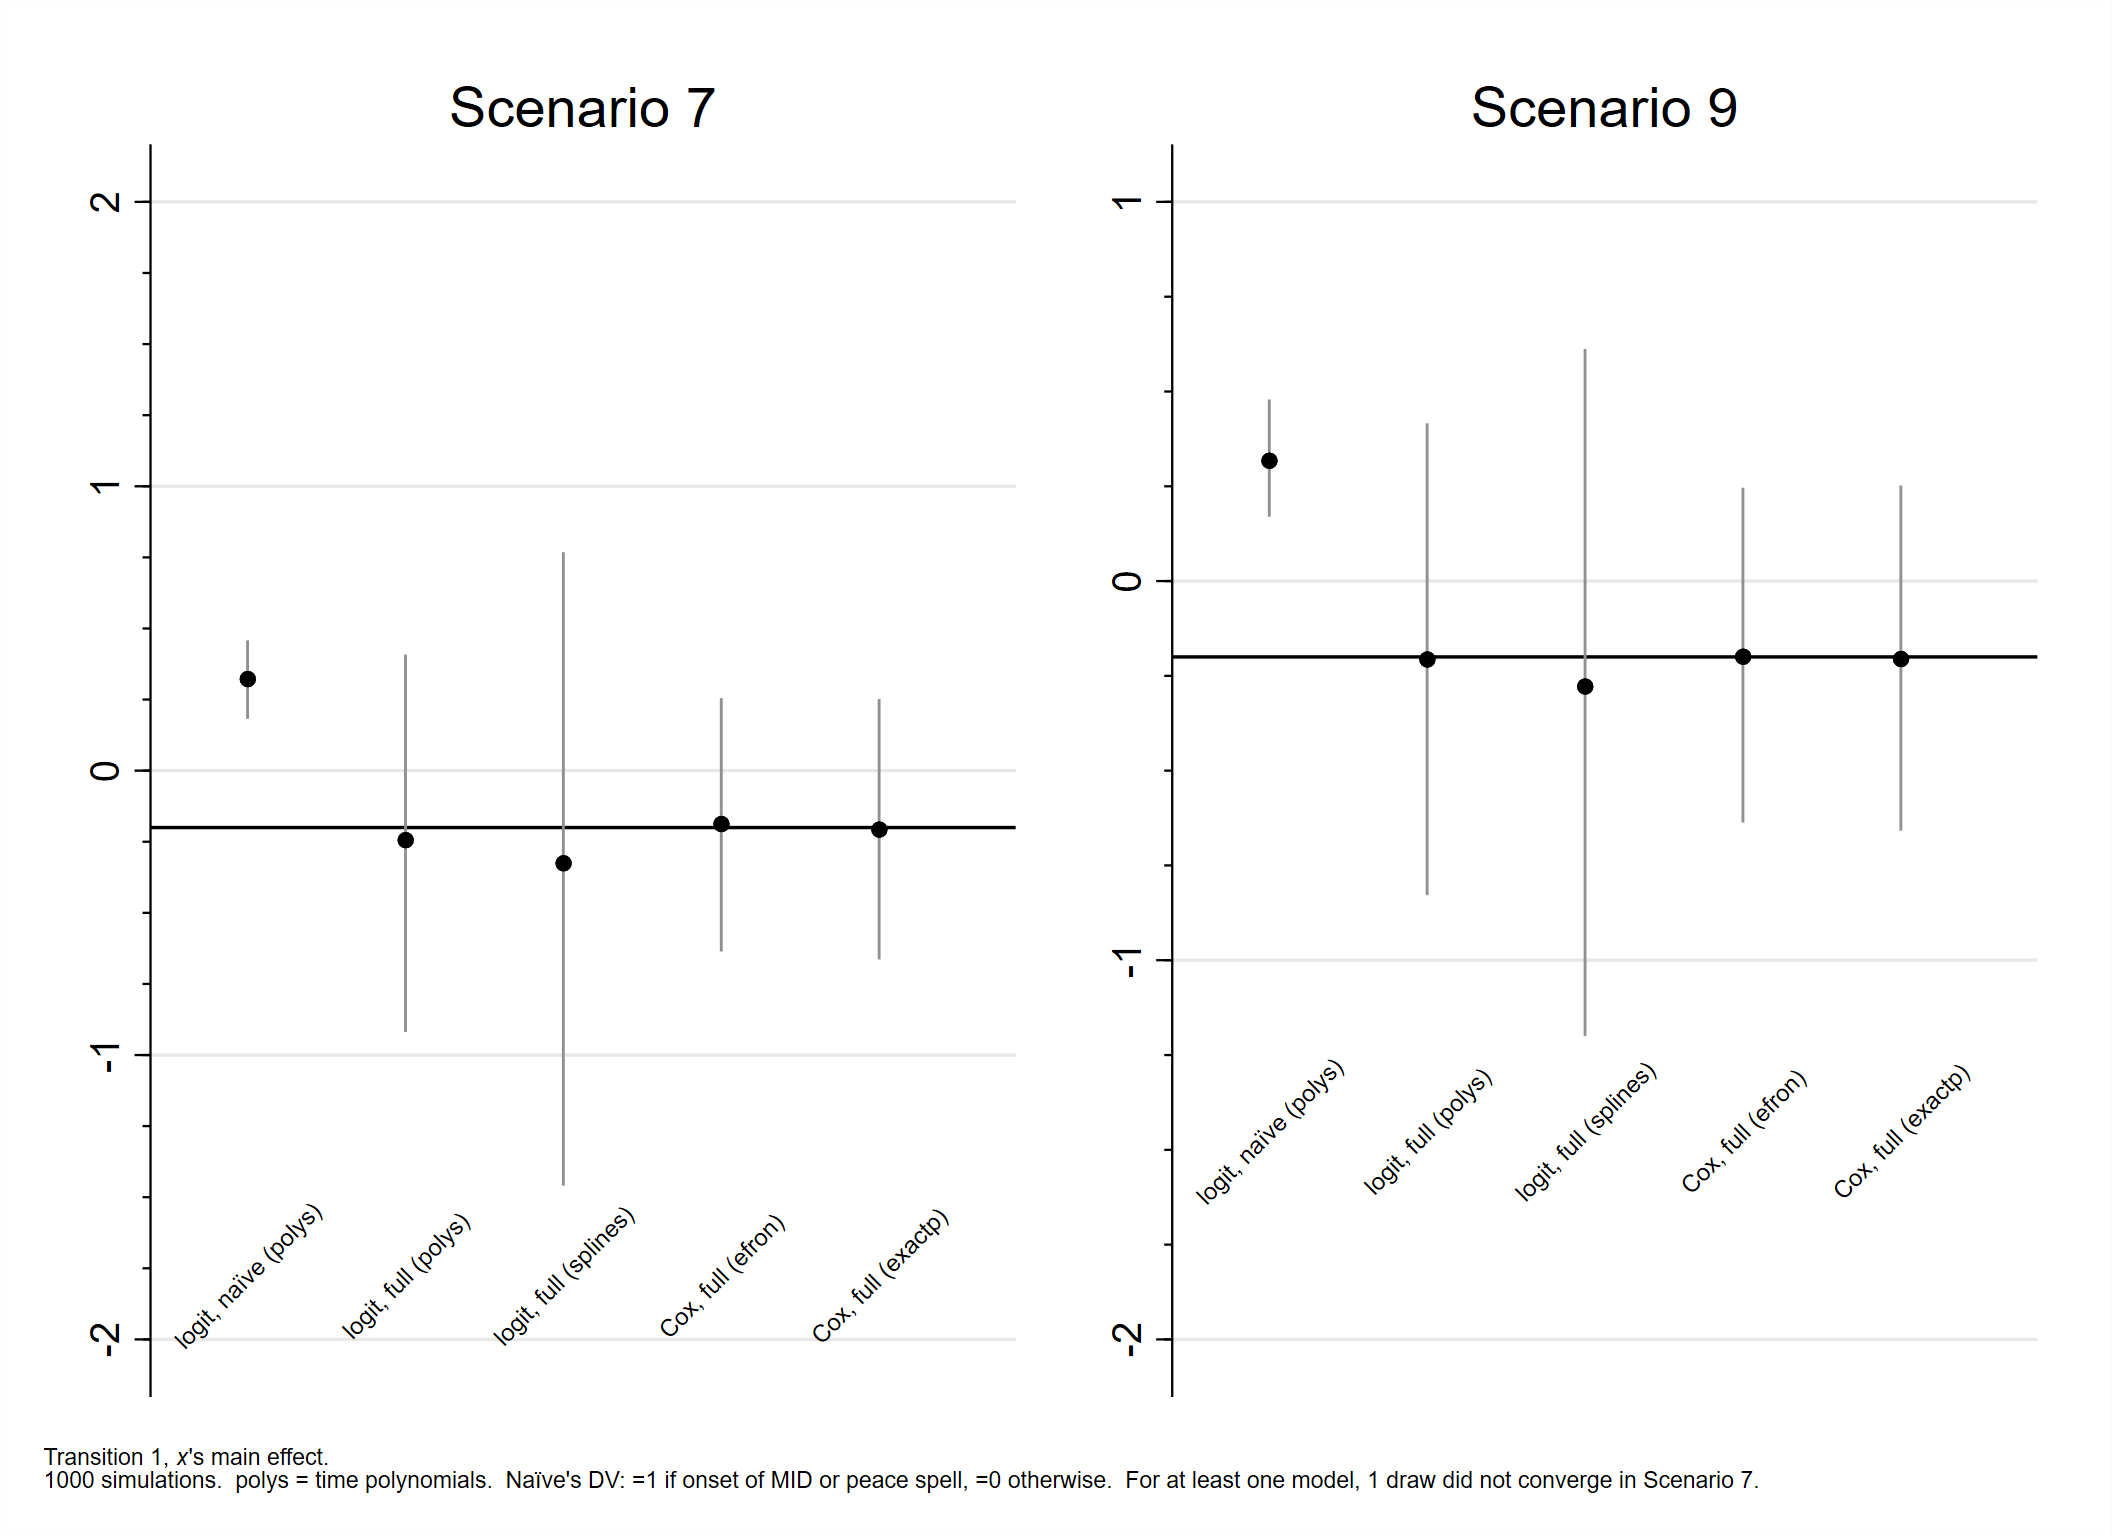 Scenario 7
2
1
0
-1
-2
logit, naïve (polys)
logit, full (polys)
logit, full (splines)
Cox, full (efron)
Cox, full (exactp)
Scenario 9
1
0
-1
-2
logit, naïve (polys)
logit, full (polys)
logit, full (splines)
Cox, full (efron)
Cox, full (exactp)
Transition 1, x's main effect.
1000 simulations.  polys = time polynomials.  Naïve's DV: =1 if onset of MID or peace spell, =0 otherwise.  For at least one model, 1 draw did not converge in Scenario 7.